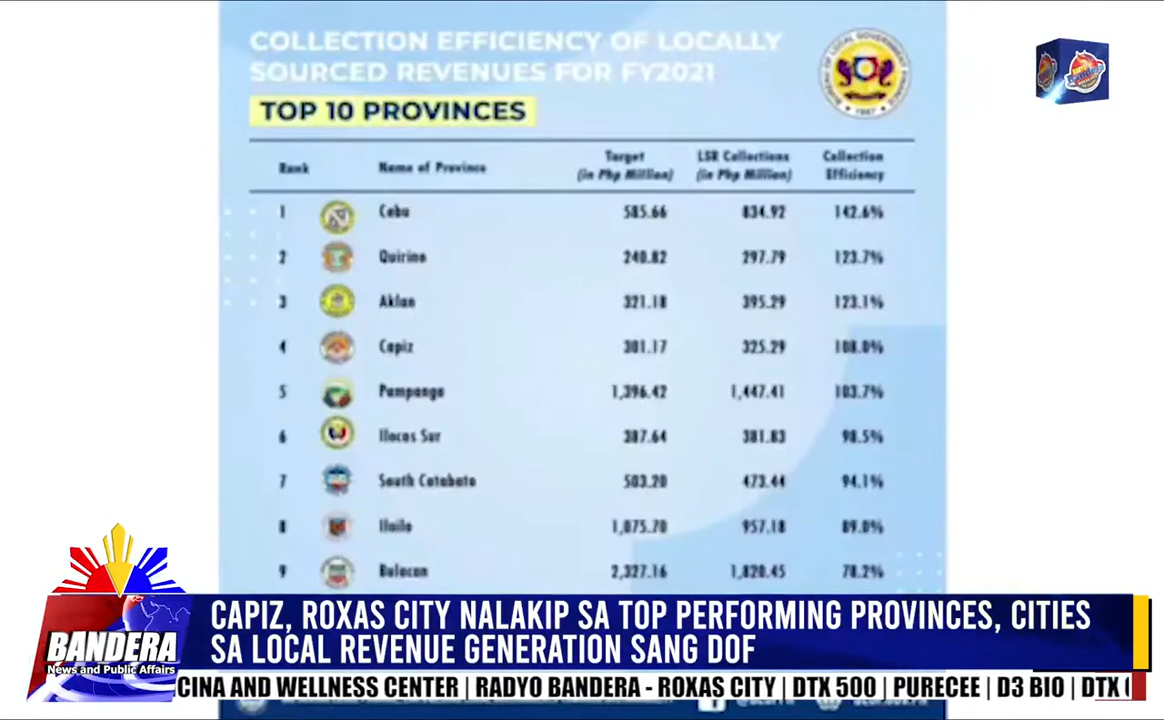 COLLECTION EFFICIENCY OF LOCALLY
SOURCED REVENUES FOR FY2021
TOP 10 PROVINCES
Rank Name of Province Target (in Php Million) LSR Collections (in Php Million) Collection Efficiency
1 Cebu 585.66 834.92 142.6%
2 Quirino 240.82 297.79 123.7%
3 Aklan 321.18 395.29 123.1%
4 Capiz 301.17 325.29 108.0%
5 Pampanga 1,396.42 1,447.41 103.7%
6 Ilocos Sur 387.64 381.83 98.5%
7 South Cotabato 503.20 473.44 94.1%
8 Iloilo 1,075.70 957.18 89.0%
9 Bulacan 2,327.16 1,820.45 78.2%
CAPIZ, ROXAS CITY NALAKIP SA TOP PERFORMING PROVINCES, CITIES
SA LOCAL REVENUE GENERATION SANG DOF
BANDERA
News and Public Affairs
CINA AND WELLNESS CENTER | RADYO BANDERA - ROXAS CITY | DTX 500 | PURECEE | D3 BIO | DTX